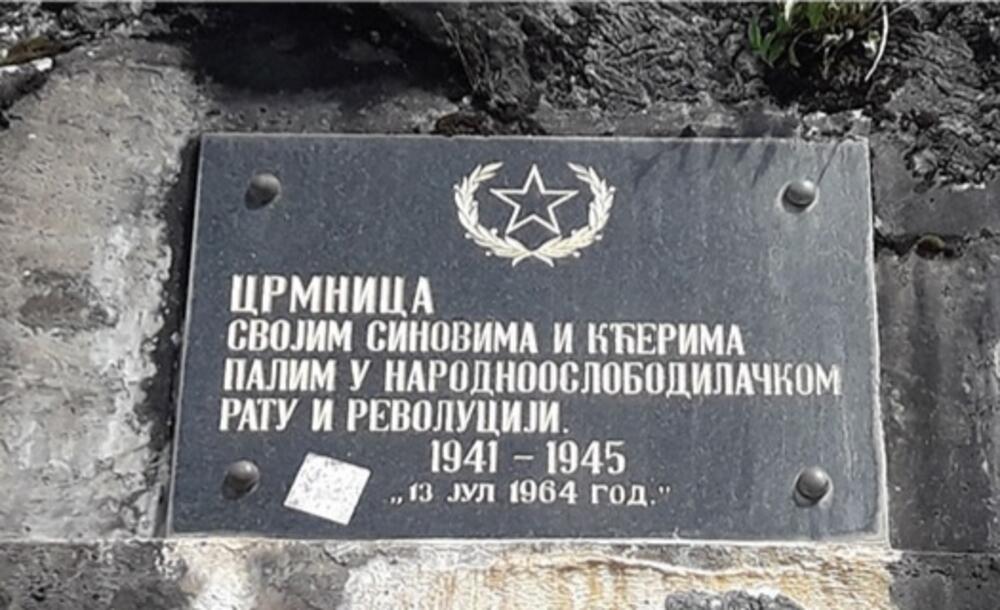 ЦРМНИЦА
СВОЈИМ СИНОВИМА И КЋЕРИМА
ПАЛИМ У НАРОДНООСЛОБОДИЛАЧКОМ
РАТУ И РЕВОЛУЦИЈИ.
1941 – 1945
„13 ЈУЛ 1964 ГОД.”